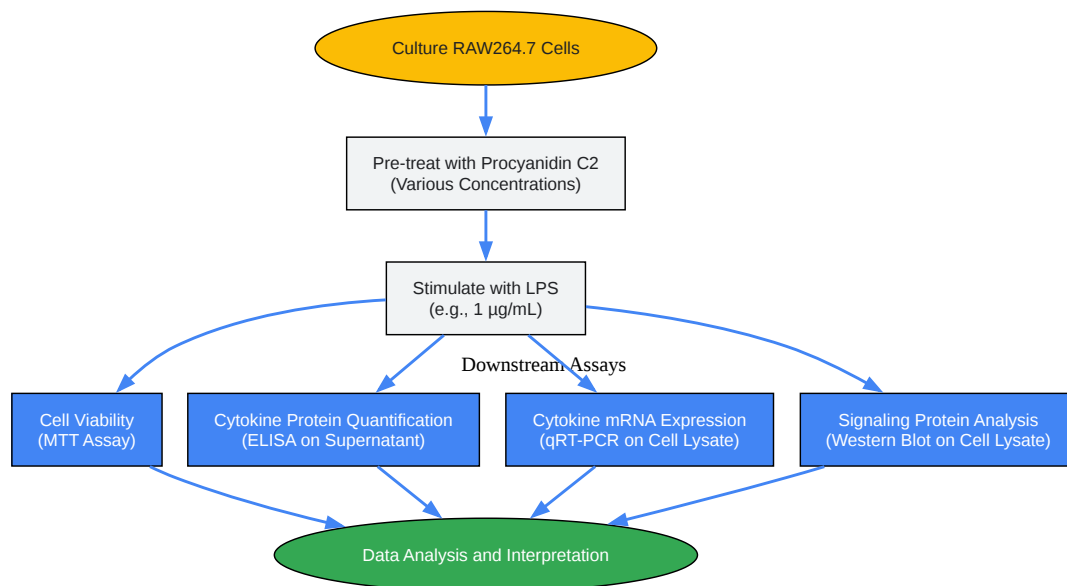 Culture RAW264.7 Cells
Pre-treat with Procyanidin C2
(Various Concentrations)
Stimulate with LPS
(e.g., 1 µg/mL)
Downstream Assays
Cell Viability
(MTT Assay)
Cytokine Protein Quantification
(ELISA on Supernatant)
Cytokine mRNA Expression
(qRT-PCR on Cell Lysate)
Signaling Protein Analysis
(Western Blot on Cell Lysate)
Data Analysis and Interpretation